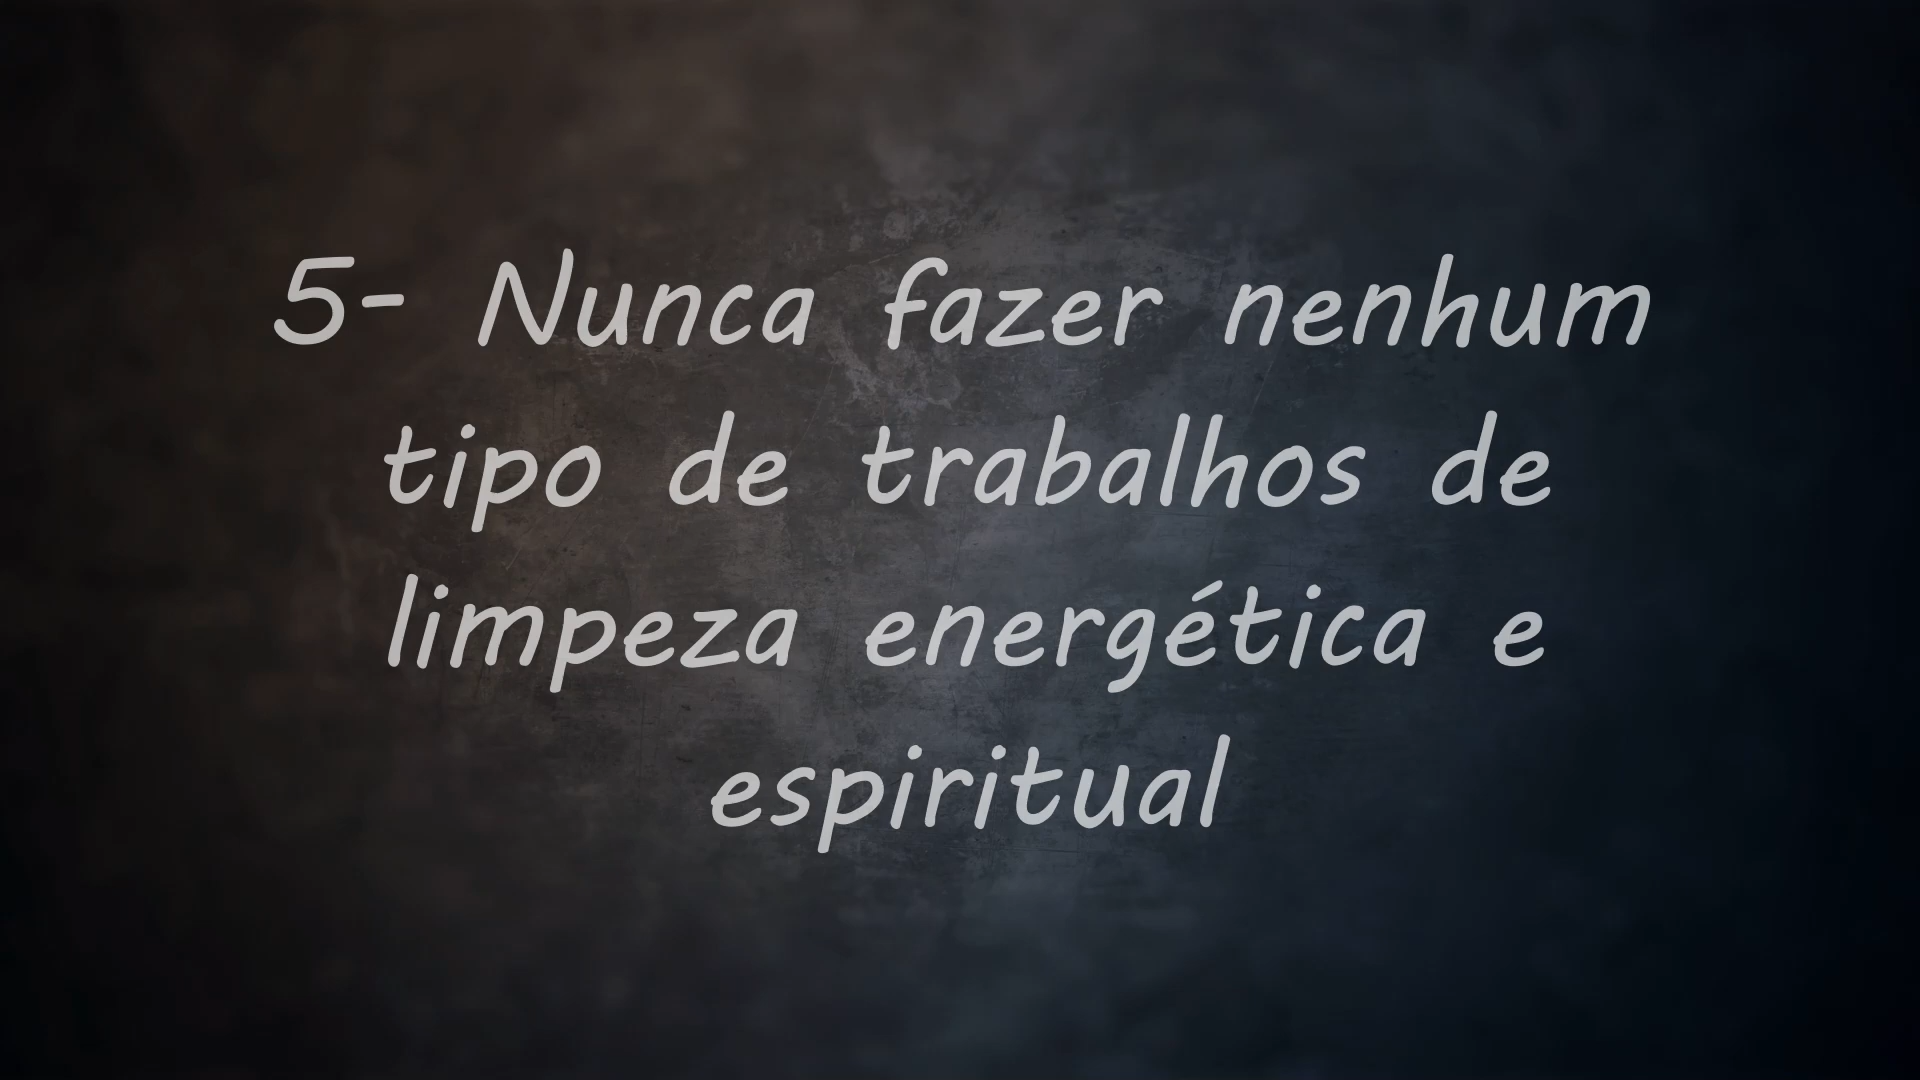 5- Nunca fazer nenhum
tipo de trabalhos de
limpeza energética e
espiritual